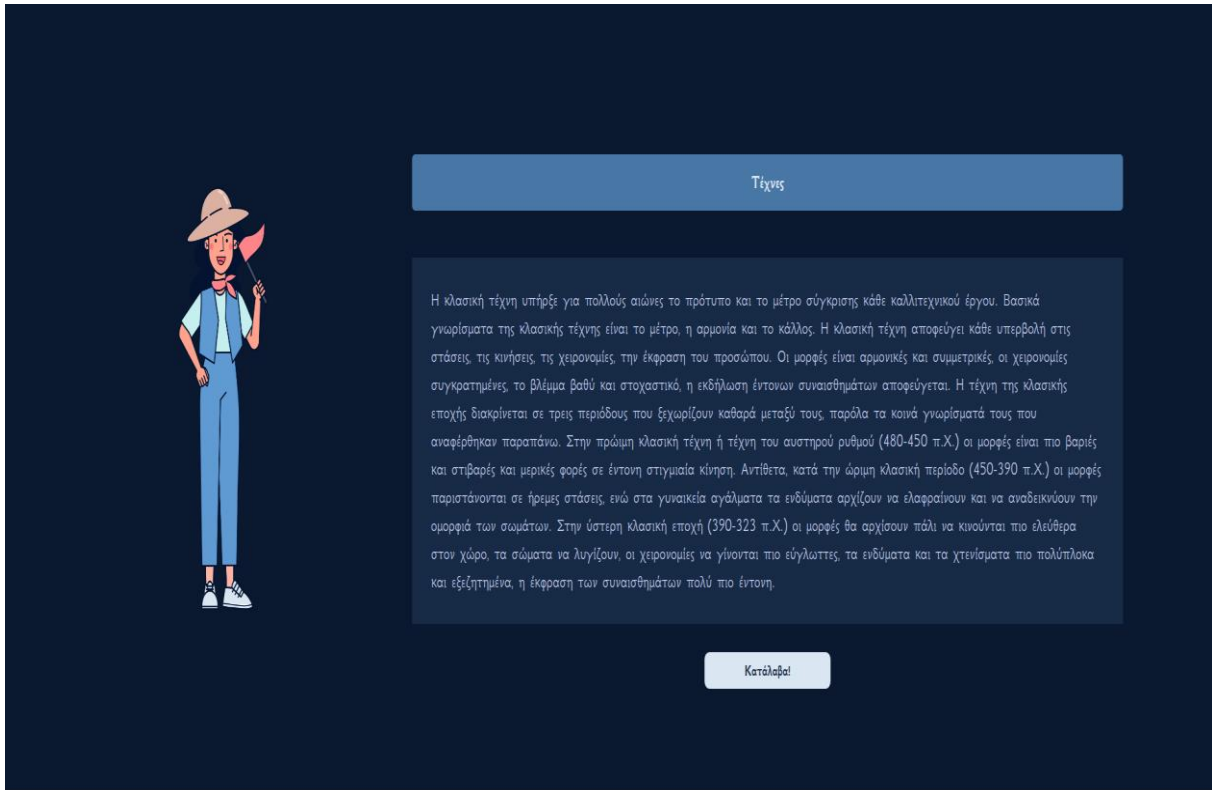 Τέχνες
Η κλασική τέχνη υπήρξε για πολλούς αιώνες το πρότυπο και το μέτρο σύγκρισης κάθε καλλιτεχνικού έργου. Βασικά
γνωρίσματα της κλασικής τέχνης είναι το μέτρο, η αρμονία και το κάλλος. Η κλασική τέχνη αποφεύγει κάθε υπερβολή στις
στάσεις, τις κινήσεις, τις χειρονομίες, την έκφραση του προσώπου. Οι μορφές είναι αρμονικές και συμμετρικές, οι χειρονομίες
συγκρατημένες, το βλέμμα βαθύ και στοχαστικό, η εκδήλωση έντονων συναισθημάτων αποφεύγεται. Η τέχνη της κλασικής
εποχής διακρίνεται σε τρεις περιόδους που ξεχωρίζουν καθαρά μεταξύ τους, παρόλα τα κοινά γνωρίσματά τους που
αναφέρθηκαν παραπάνω. Στην πρώιμη κλασική τέχνη ή τέχνη του αυστηρού ρυθμού (480-450 π.Χ.) οι μορφές είναι πιο βαριές
και στιβαρές και μερικές φορές σε έντονη στιγμιαία κίνηση. Αντίθετα, κατά την ώριμη κλασική περίοδο (450-390 π.Χ.) οι μορφές
παριστάνονται σε ήρεμες στάσεις, ενώ στα γυναικεία αγάλματα τα ενδύματα αρχίζουν να ελαφραίνουν και να αναδεικνύουν την
ομορφιά των σωμάτων. Στην ύστερη κλασική εποχή (390-323 π.Χ.) οι μορφές θα αρχίσουν πάλι να κινούνται πιο ελεύθερα
στον χώρο, τα σώματα να λυγίζουν, οι χειρονομίες να γίνονται πιο εύγλωττες, τα ενδύματα και τα χτενίσματα πιο πολύπλοκα
και εξεζητημένα, η έκφραση των συναισθημάτων πολύ πιο έντονη.
Κατάλαβα!